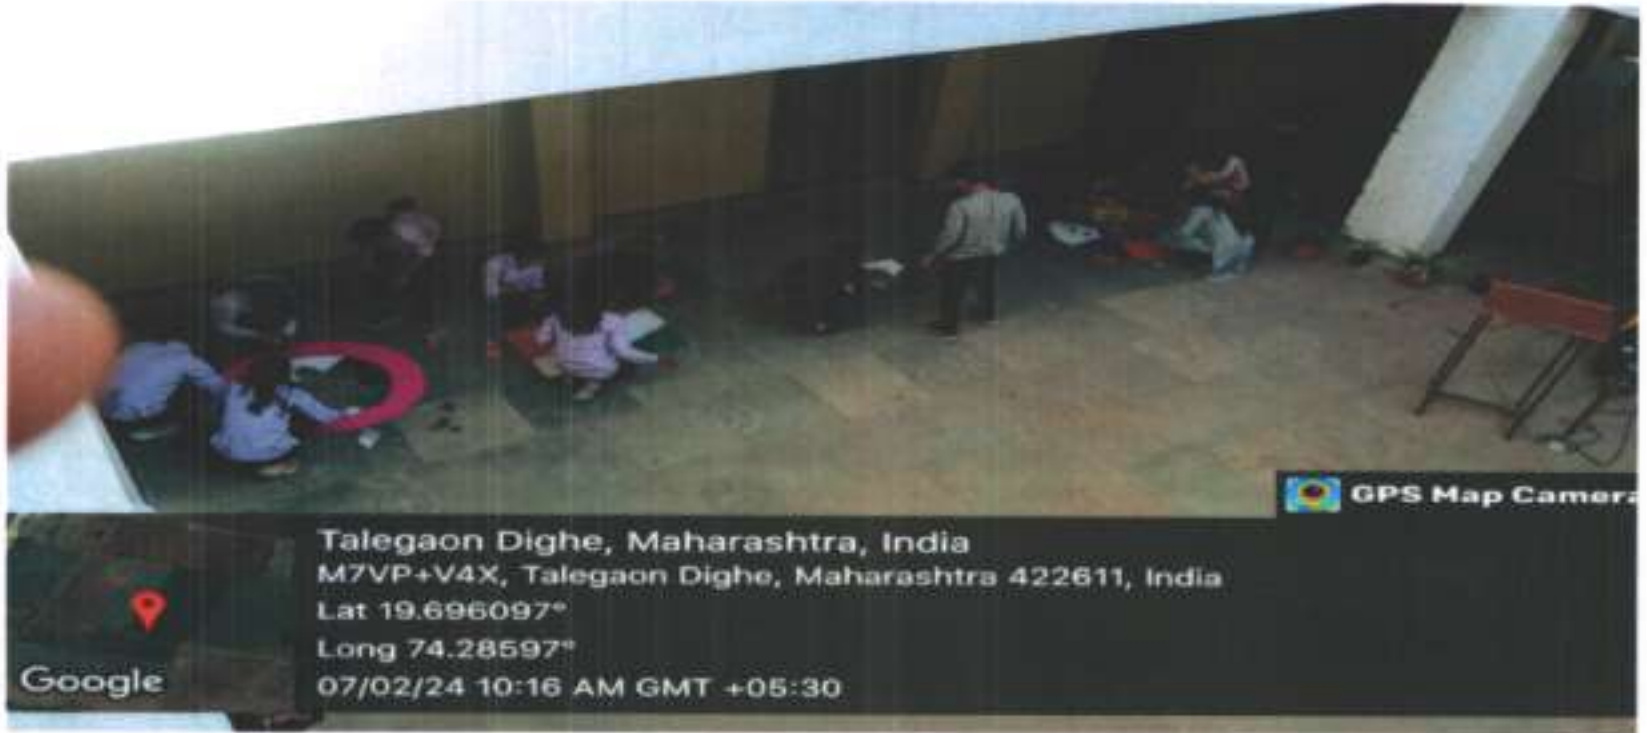 GPS Map Camera
Talegaon Dighe, Maharashtra, India
M7VP+V4X, Talegaon Dighe, Maharashtra 422611, India
Lat 19.696097°
Long 74.28597°
07/02/24 10:16 AM GMT +05:30
Google